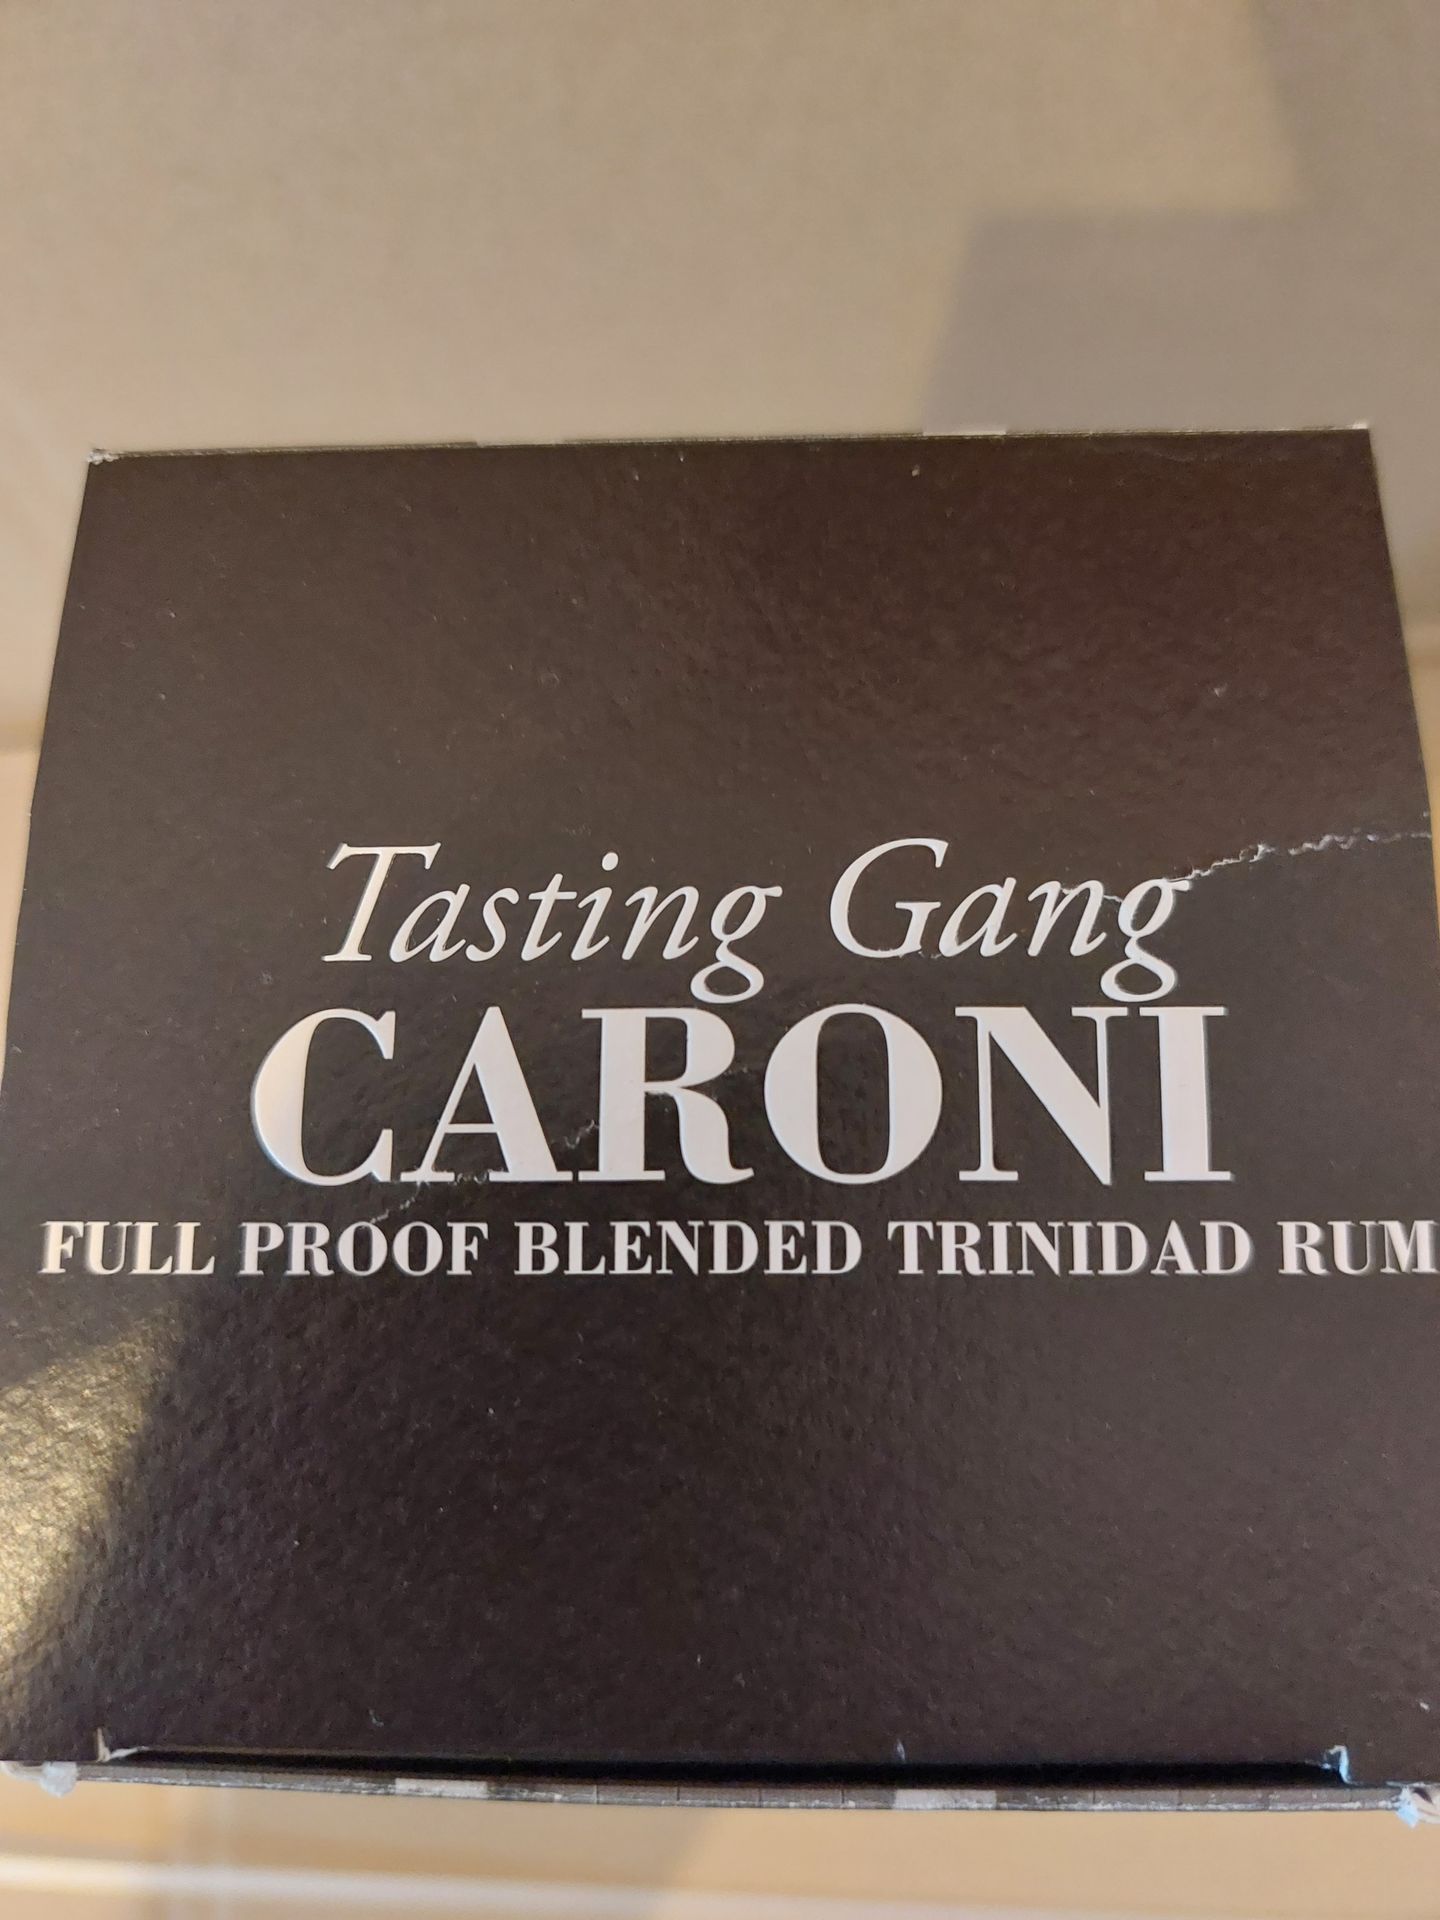 Tasting Gang
CARONI
FULL PROOF BLENDED TRINIDAD RUM